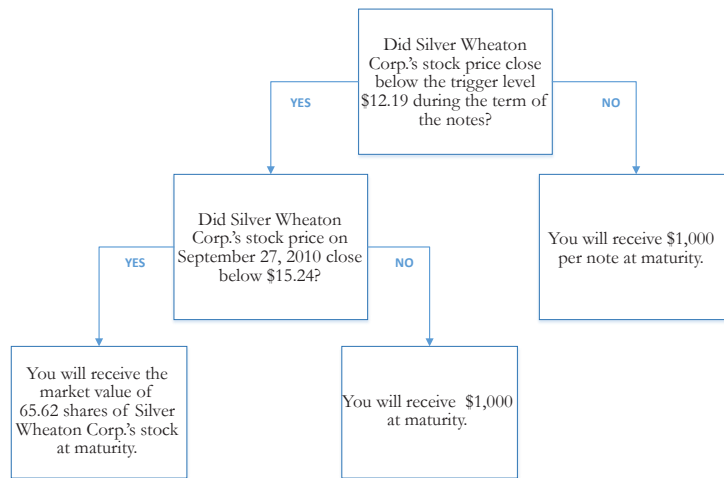 Did Silver Wheaton
Corp.'s stock price close
below the trigger level
$12.19 during the term of
the notes?
YES
NO
Did Silver Wheaton
Corp.'s stock price on
September 27, 2010 close
below $15.24?
You will receive $1,000
per note at maturity.
YES
NO
You will receive the
market value of
65.62 shares of Silver
Wheaton Corp.'s stock
at maturity.
You will receive $1,000
at maturity.